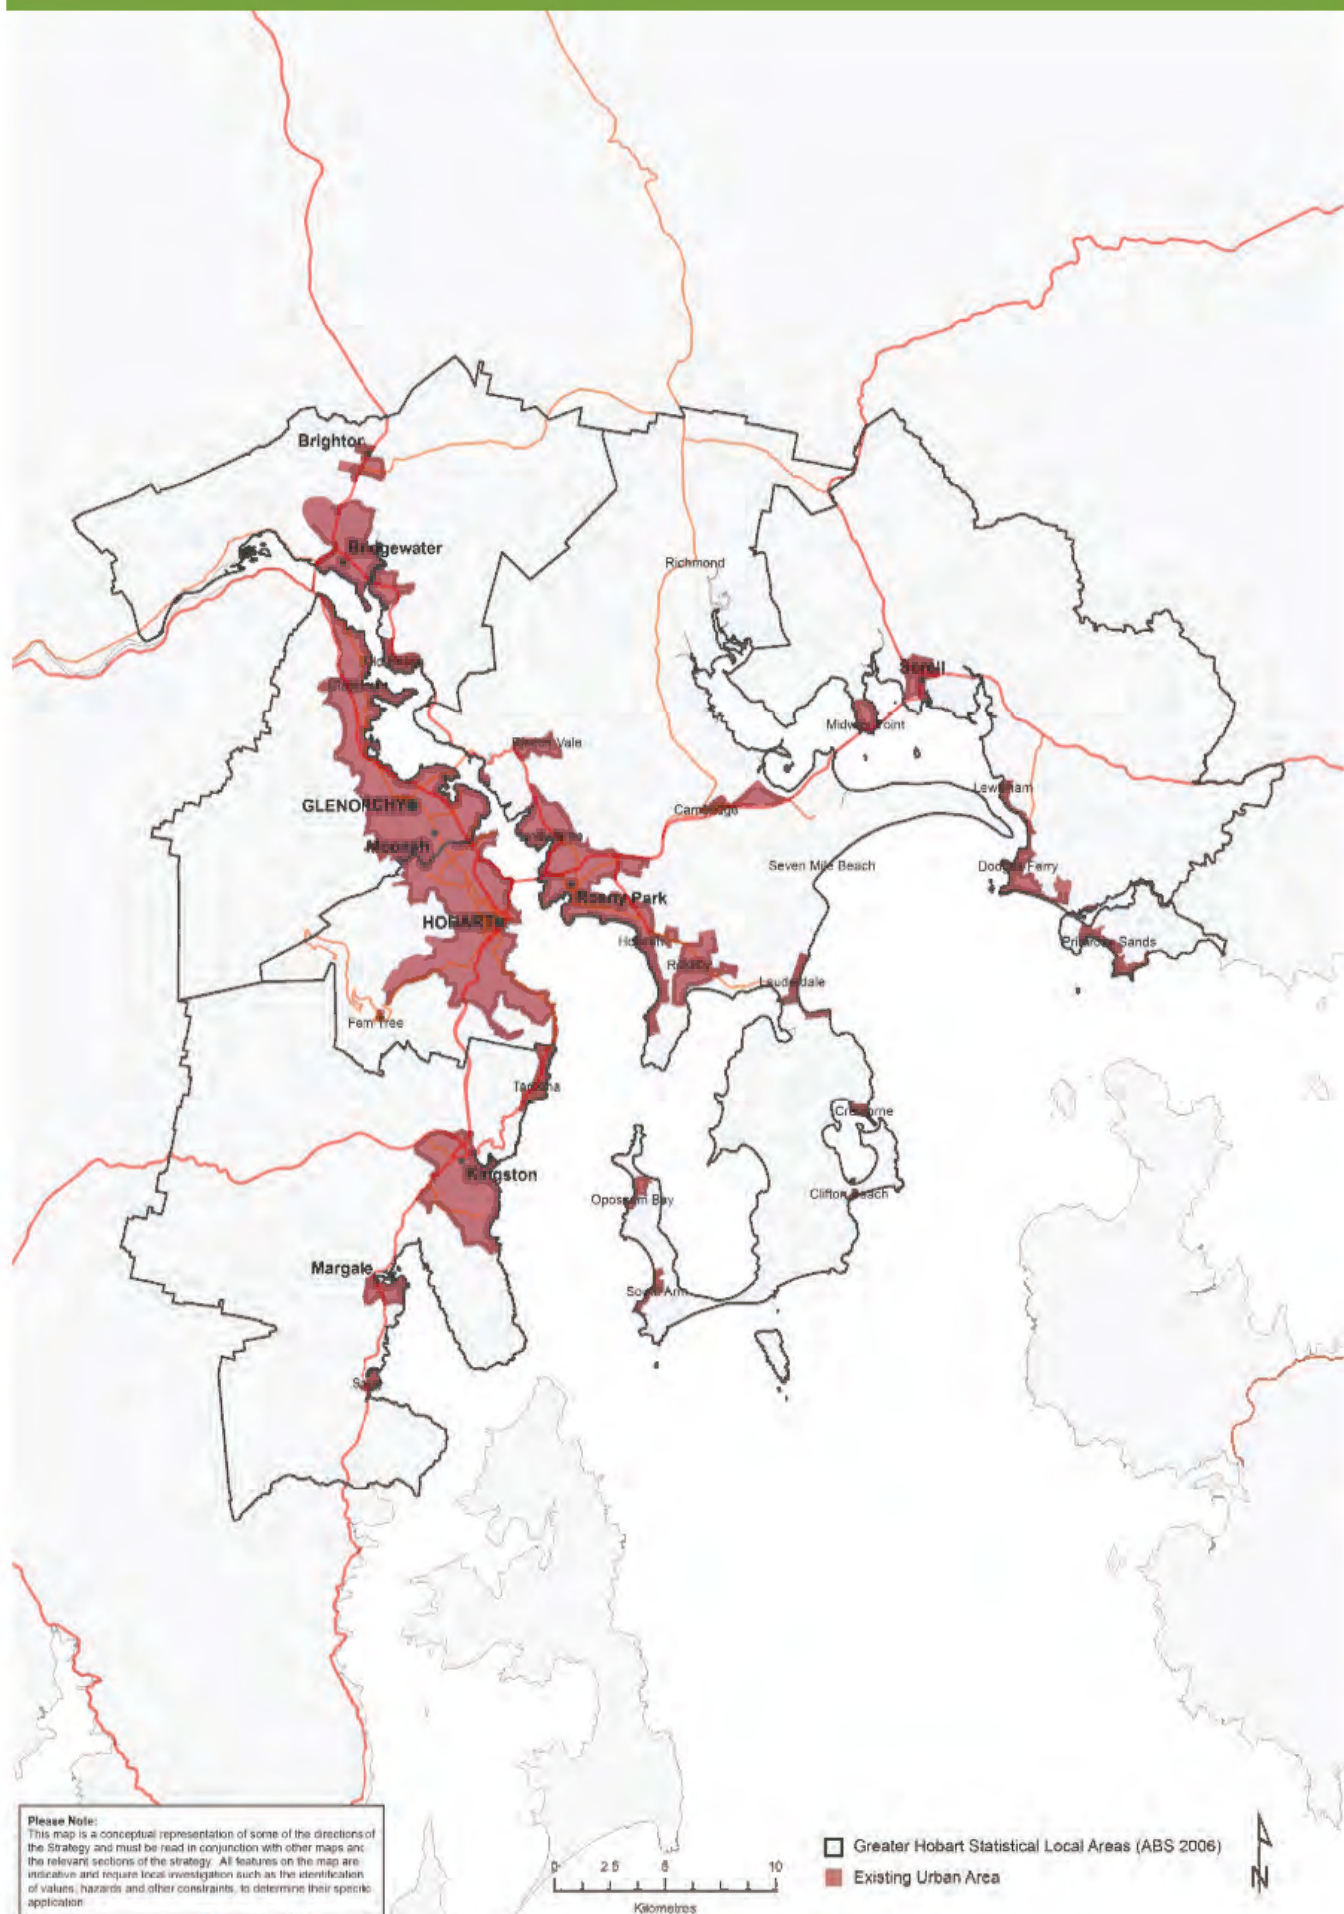 Brighton
Bridgewater
Richmond
Sorell
Midway Point
Vale
Lewisham
GLENORCHY
Cambridge
Moonah
Seven Mile Beach
Dodges Ferry
Rosny Park
HOBART
Primrose Sands
Rokeby
Lauderdale
Fern Tree
Taroona
Cremorne
Kingston
Opossum Bay
Clifton Beach
Margate
South Arm
Please Note:
This map is a conceptual representation of some of the directions of
the Strategy and must be read in conjunction with other maps and
the relevant sections of the strategy. All features on the map are
indicative and require local investigation such as the identification
of values, hazards and other constraints, to determine their specific
application
Greater Hobart Statistical Local Areas (ABS 2006)
Existing Urban Area
0 2.5 5 10
Kilometres
N